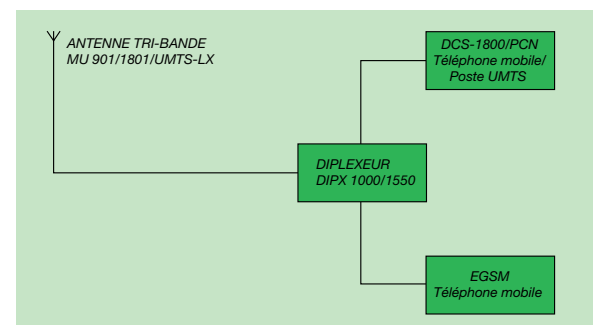 ANTENNE TRI-BANDE
MU 901/1801/UMTS-LX
DCS-1800/PCN
Téléphone mobile/
Poste UMTS
DIPLEXEUR
DIPX 1000/1550
EGSM
Téléphone mobile